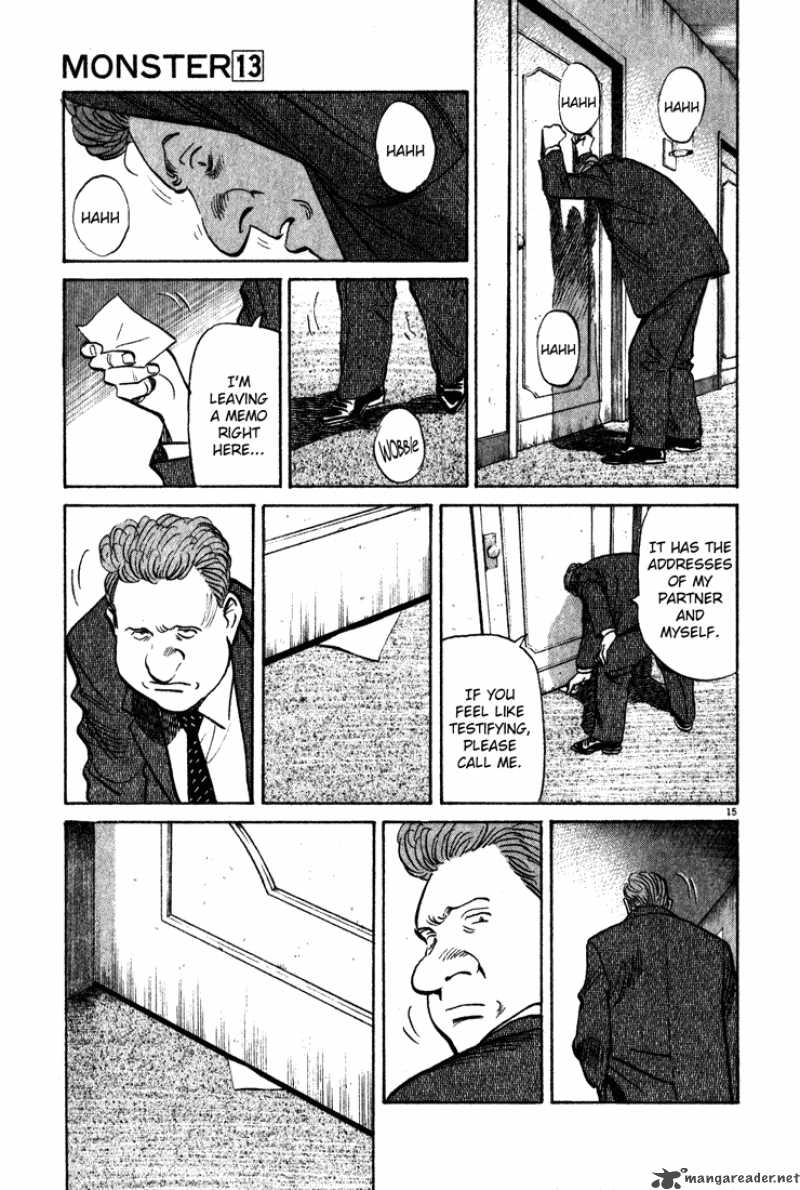 MONSTER 13
HAHH
HAHH
HAHH
HAHH
HAHH
WOBBLE
I'M
LEAVING
A MEMO
RIGHT
HERE...
IT HAS THE
ADDRESSES
OF MY
PARTNER
AND
MYSELF.
IF YOU
FEEL LIKE
TESTIFYING,
PLEASE
CALL ME.
15
mangareader.net